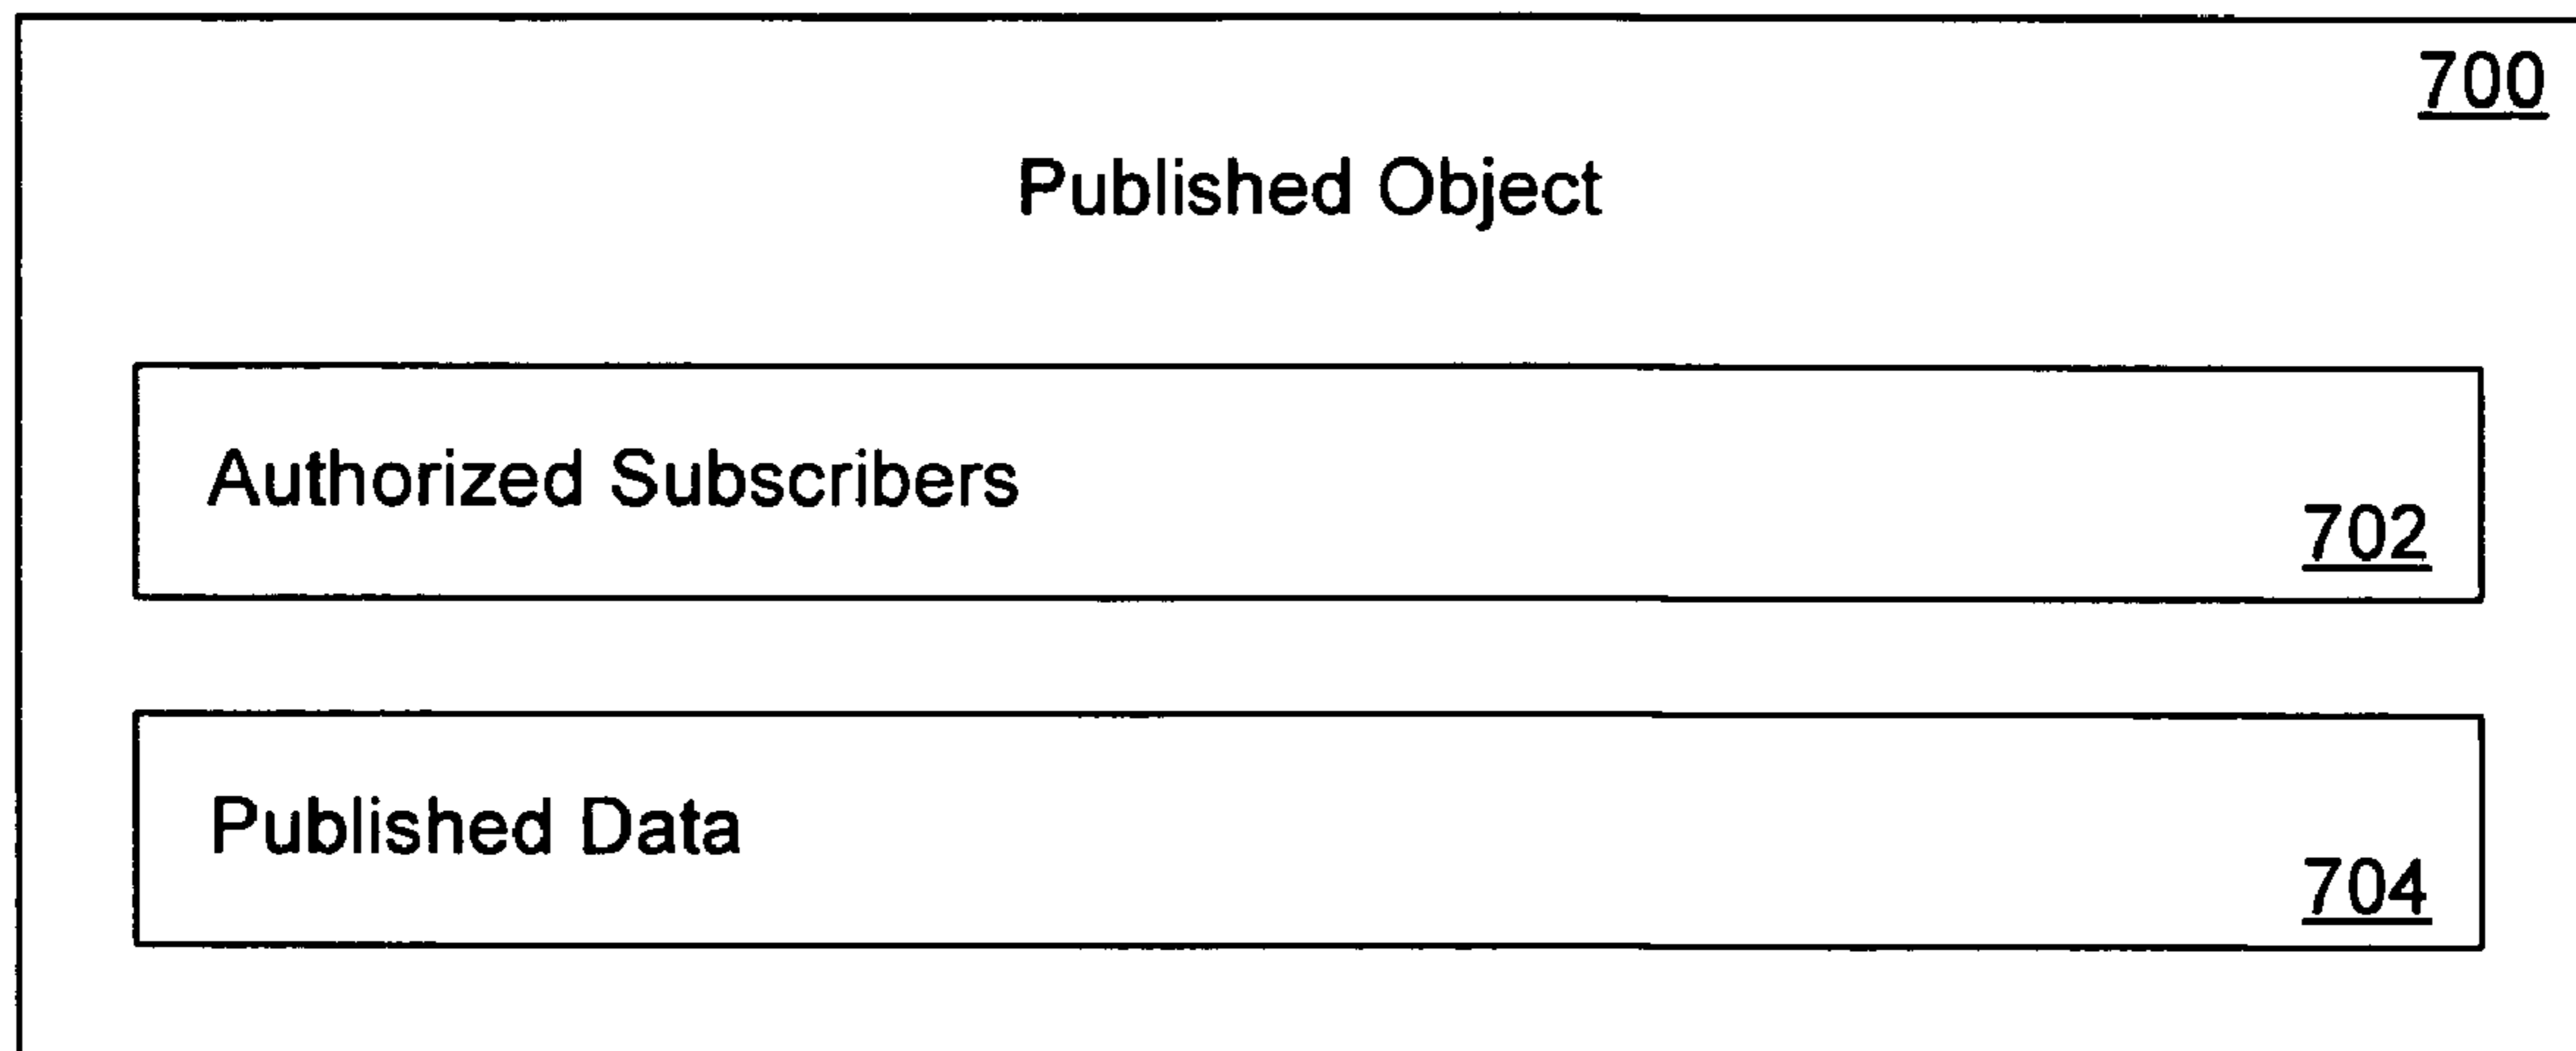 700
Published Object
Authorized Subscribers
702
Published Data
704